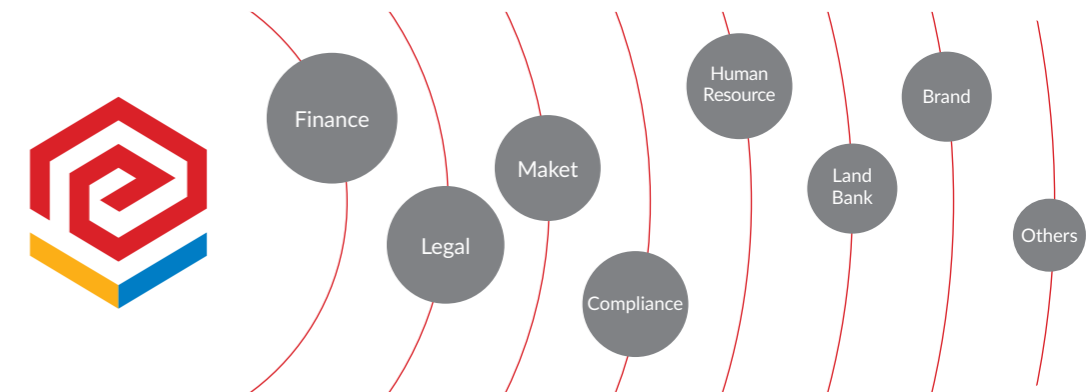 Finance
Legal
Maket
Compliance
Human
Resource
Land
Bank
Brand
Others